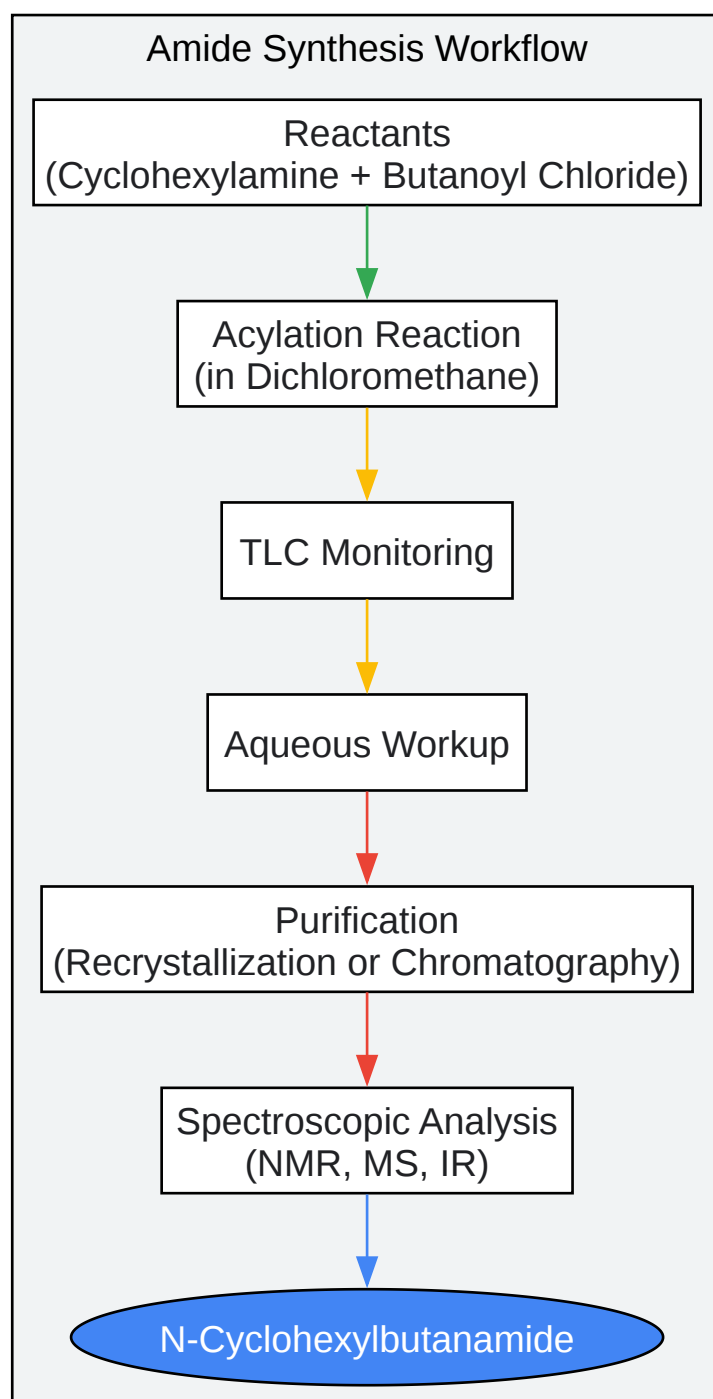 Amide Synthesis Workflow
Reactants
(Cyclohexylamine + Butanoyl Chloride)
Acylation Reaction
(in Dichloromethane)
TLC Monitoring
Aqueous Workup
Purification
(Recrystallization or Chromatography)
Spectroscopic Analysis
(NMR, MS, IR)
N-Cyclohexylbutanamide